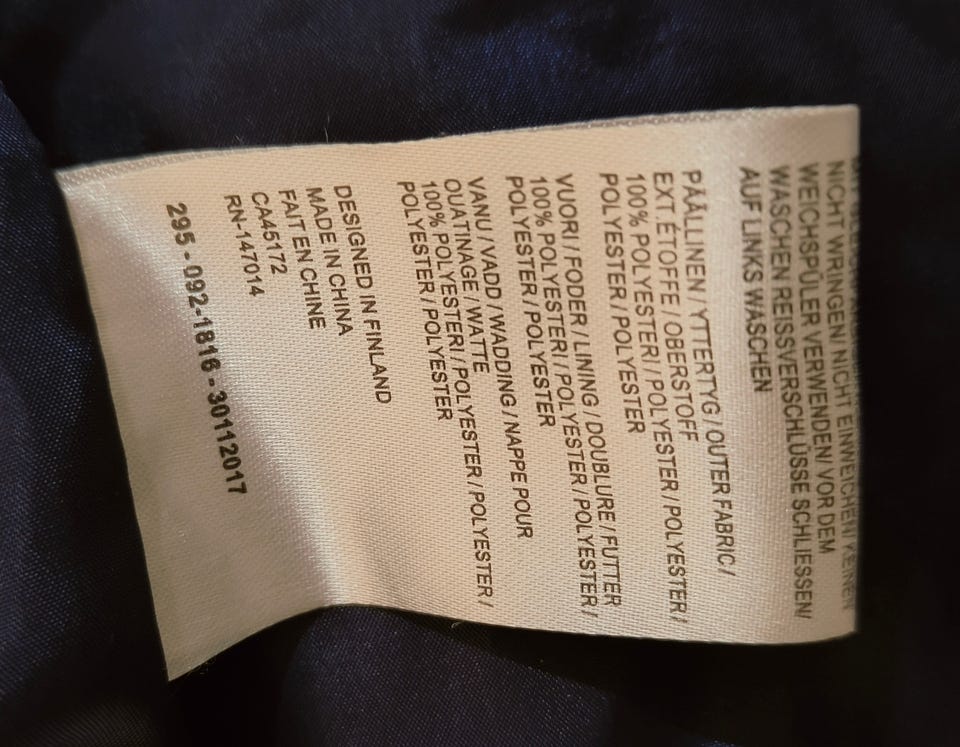 NICHT WRINGEN/ NICHT EINWEICHEN/ KEINEN
WEICHSPÜLER VERWENDEN/ VOR DEM
WASCHEN REISSVERSCHLÜSSE SCHLIESSEN/
AUF LINKS WASCHEN
PÄÄLLINEN / YTTERTYG / OUTER FABRIC /
EXT.ÉTOFFE / OBERSTOFF
100% POLYESTERI / POLYESTER / POLYESTER /
POLYESTER / POLYESTER
VUORI / FODER / LINING / DOUBLURE / FUTTER
100% POLYESTERI / POLYESTER / POLYESTER /
POLYESTER / POLYESTER
VANU / VADD / WADDING / NAPPE POUR
OUATINAGE / WATTE
100% POLYESTERI / POLYESTER / POLYESTER /
POLYESTER / POLYESTER
DESIGNED IN FINLAND
MADE IN CHINA
FAIT EN CHINE
CA45172
RN-147014
295 - 092-1816 - 30112017